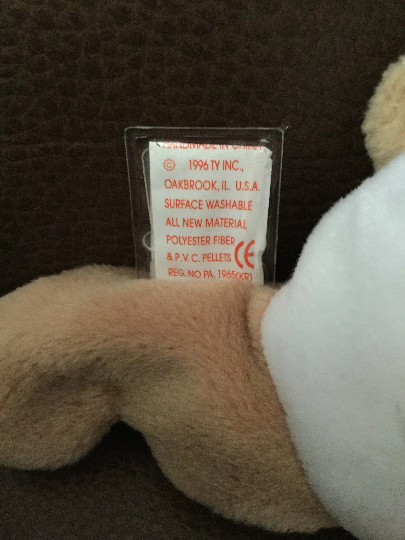 HANDMADE IN CHINA
© 1996 TY INC.,
OAKBROOK, IL. U.S.A.
SURFACE WASHABLE
ALL NEW MATERIAL
POLYESTER FIBER
& P.V.C. PELLETS CE
REG. NO PA. 1965(KR)